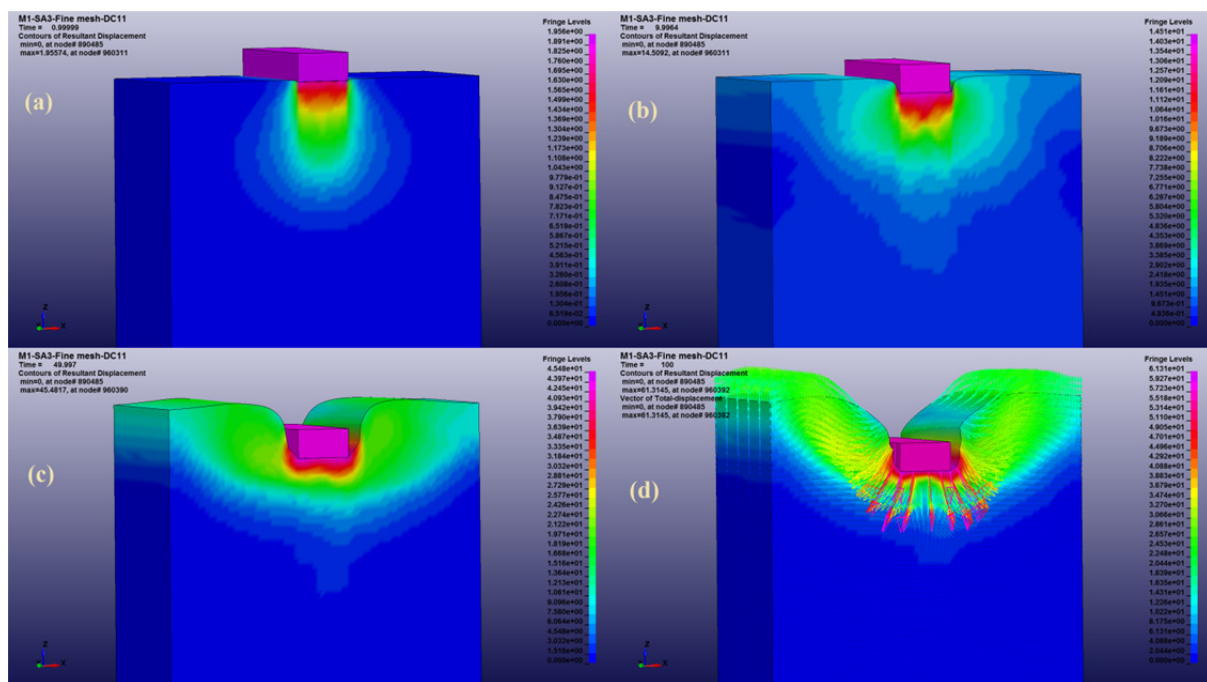 M1-SA3-Fine mesh-DC11
Time = 0.99999
Contours of Resultant Displacement
min=0, at node# 890485
max=1.95574, at node# 960311
(a)
Fringe Levels
1.956e+00
1.891e+00
1.825e+00
1.760e+00
1.695e+00
1.630e+00
1.565e+00
1.499e+00
1.434e+00
1.369e+00
1.304e+00
1.239e+00
1.173e+00
1.108e+00
1.043e+00
9.779e-01
9.127e-01
8.475e-01
7.823e-01
7.171e-01
6.519e-01
5.867e-01
5.215e-01
4.563e-01
3.911e-01
3.260e-01
2.608e-01
1.956e-01
1.304e-01
6.519e-02
0.000e+00
Z
X
M1-SA3-Fine mesh-DC11
Time = 9.9964
Contours of Resultant Displacement
min=0, at node# 890485
max=14.5092, at node# 960311
(b)
Fringe Levels
1.451e+01
1.403e+01
1.354e+01
1.306e+01
1.257e+01
1.209e+01
1.161e+01
1.112e+01
1.064e+01
1.016e+01
9.673e+00
9.189e+00
8.706e+00
8.222e+00
7.738e+00
7.255e+00
6.771e+00
6.287e+00
5.804e+00
5.320e+00
4.836e+00
4.353e+00
3.869e+00
3.385e+00
2.902e+00
2.418e+00
1.935e+00
1.451e+00
9.673e-01
4.836e-01
0.000e+00
Z
X
M1-SA3-Fine mesh-DC11
Time = 49.997
Contours of Resultant Displacement
min=0, at node# 890485
max=45.4817, at node# 960390
(c)
Fringe Levels
4.548e+01
4.397e+01
4.245e+01
4.093e+01
3.942e+01
3.790e+01
3.639e+01
3.487e+01
3.335e+01
3.184e+01
3.032e+01
2.881e+01
2.729e+01
2.577e+01
2.426e+01
2.274e+01
2.122e+01
1.971e+01
1.819e+01
1.668e+01
1.516e+01
1.364e+01
1.213e+01
1.061e+01
9.096e+00
7.580e+00
6.064e+00
4.548e+00
3.032e+00
1.516e+00
0.000e+00
Z
X
M1-SA3-Fine mesh-DC11
Time = 100
Contours of Resultant Displacement
min=0, at node# 890485
max=61.3145, at node# 960392
Vector of Total-displacement
min=0, at node# 890485
max=61.3145, at node# 960392
(d)
Fringe Levels
6.131e+01
5.927e+01
5.723e+01
5.518e+01
5.314e+01
5.110e+01
4.905e+01
4.701e+01
4.496e+01
4.292e+01
4.088e+01
3.883e+01
3.679e+01
3.474e+01
3.270e+01
3.066e+01
2.861e+01
2.657e+01
2.453e+01
2.248e+01
2.044e+01
1.839e+01
1.635e+01
1.431e+01
1.226e+01
1.022e+01
8.175e+00
6.131e+00
4.088e+00
2.044e+00
0.000e+00
Z
X